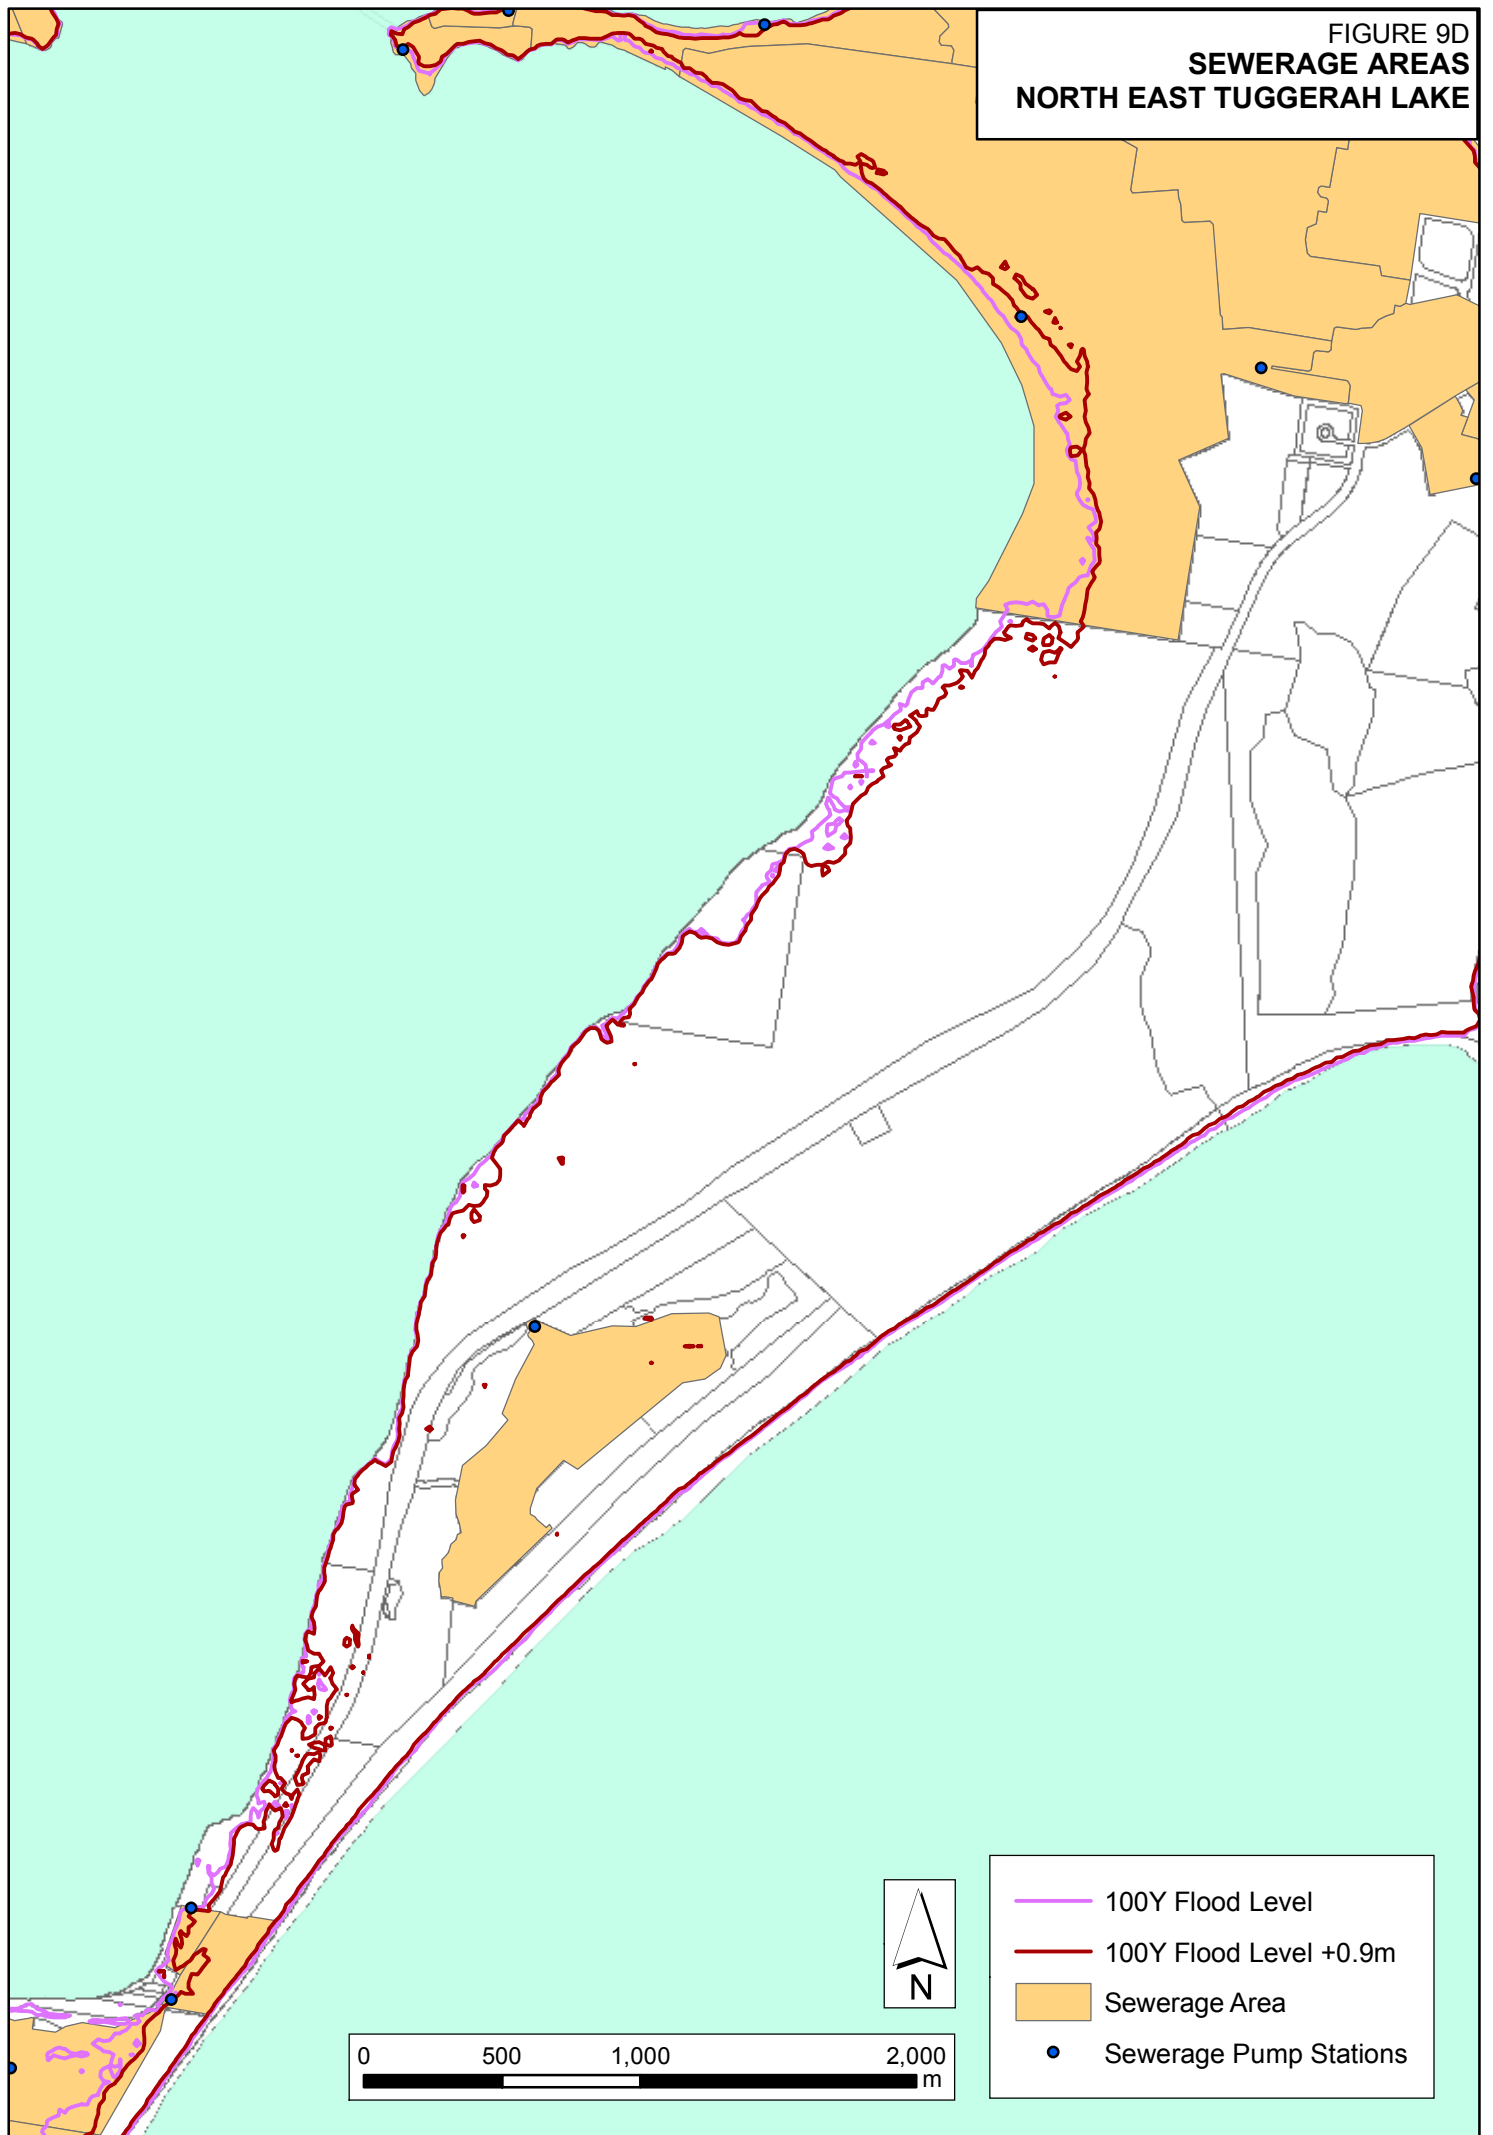 FIGURE 9D
SEWERAGE AREAS
NORTH EAST TUGGERAH LAKE
100Y Flood Level
100Y Flood Level +0.9m
Sewerage Area
Sewerage Pump Stations
N
0 500 1,000 2,000
m